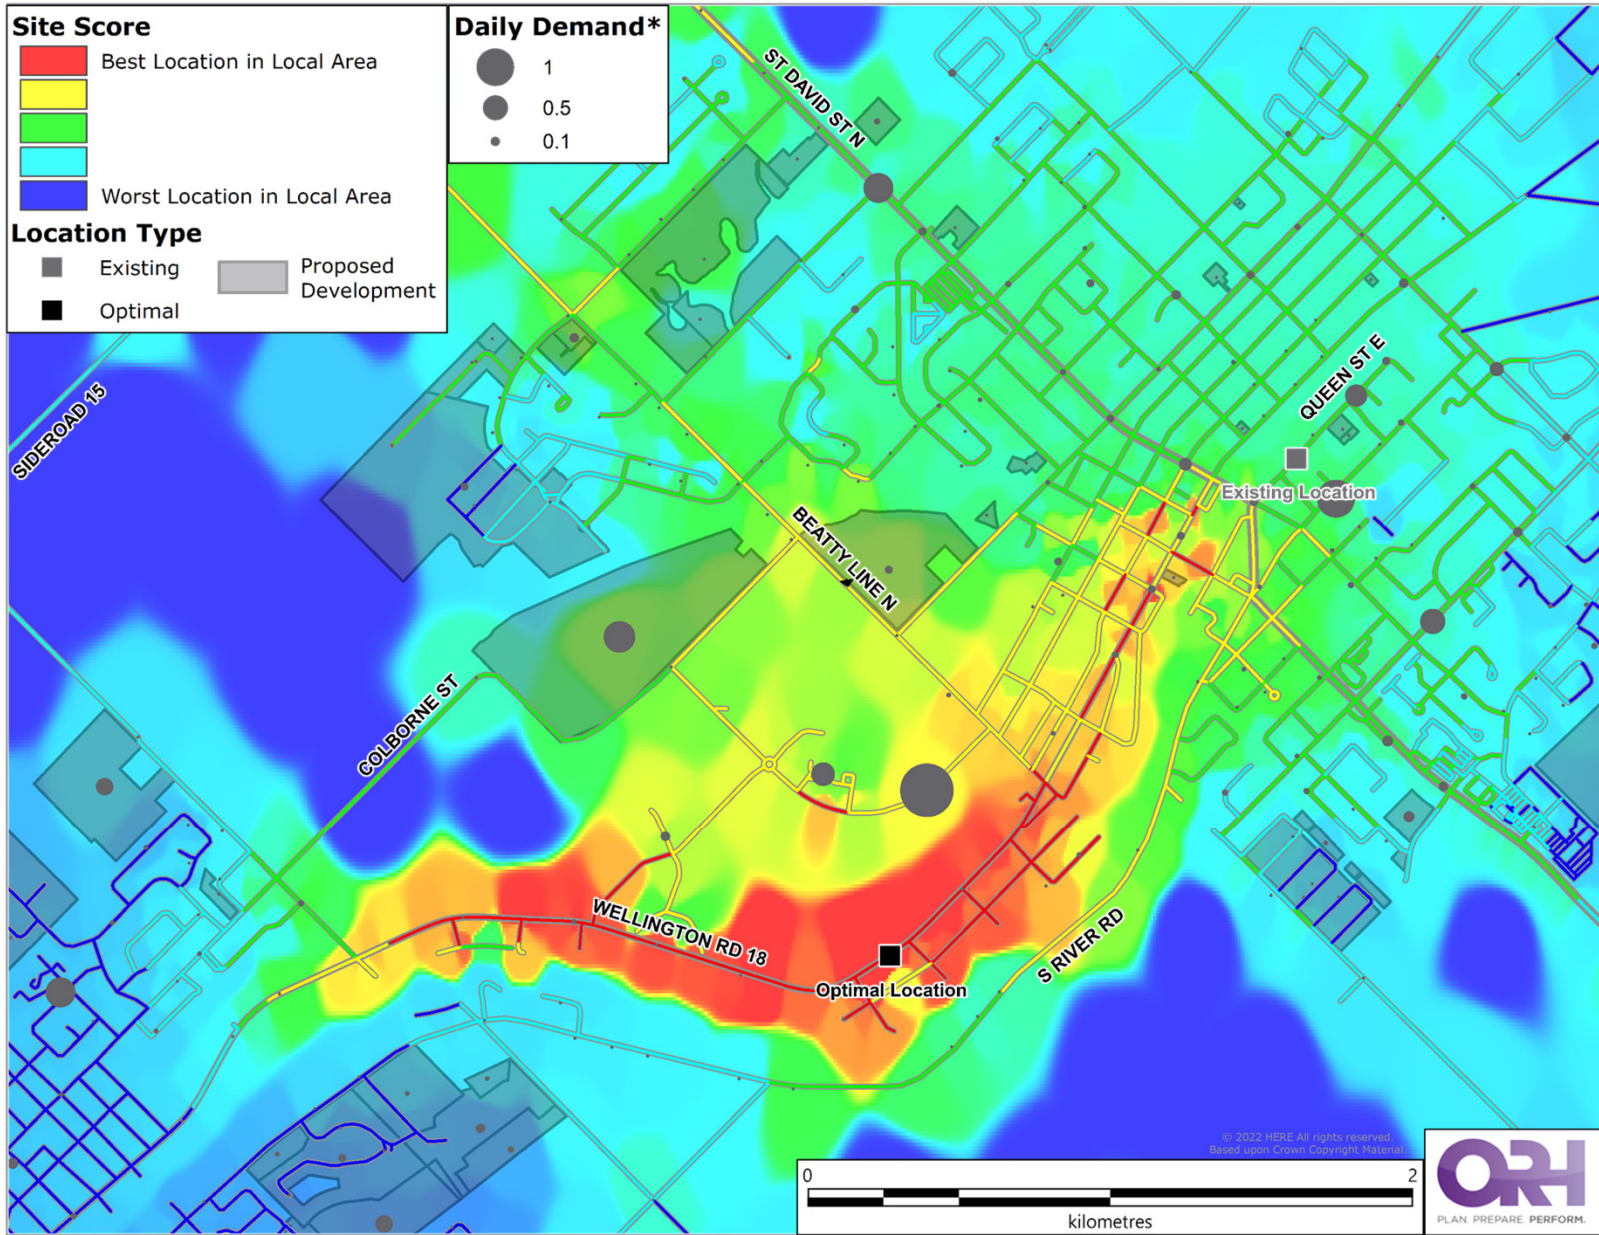 Site Score
Best Location in Local Area
Worst Location in Local Area
Location Type
Existing
Proposed
Development
Optimal
Daily Demand*
1
0.5
0.1
ST DAVID ST N
QUEEN ST E
SIDEROAD 15
Existing Location
BEATTY LINE N
COLBORNE ST
WELLINGTON RD 18
S RIVER RD
Optimal Location
© 2022 HERE All rights reserved.
Based upon Crown Copyright Material.
0
2
kilometres
ORH
PLAN. PREPARE. PERFORM.